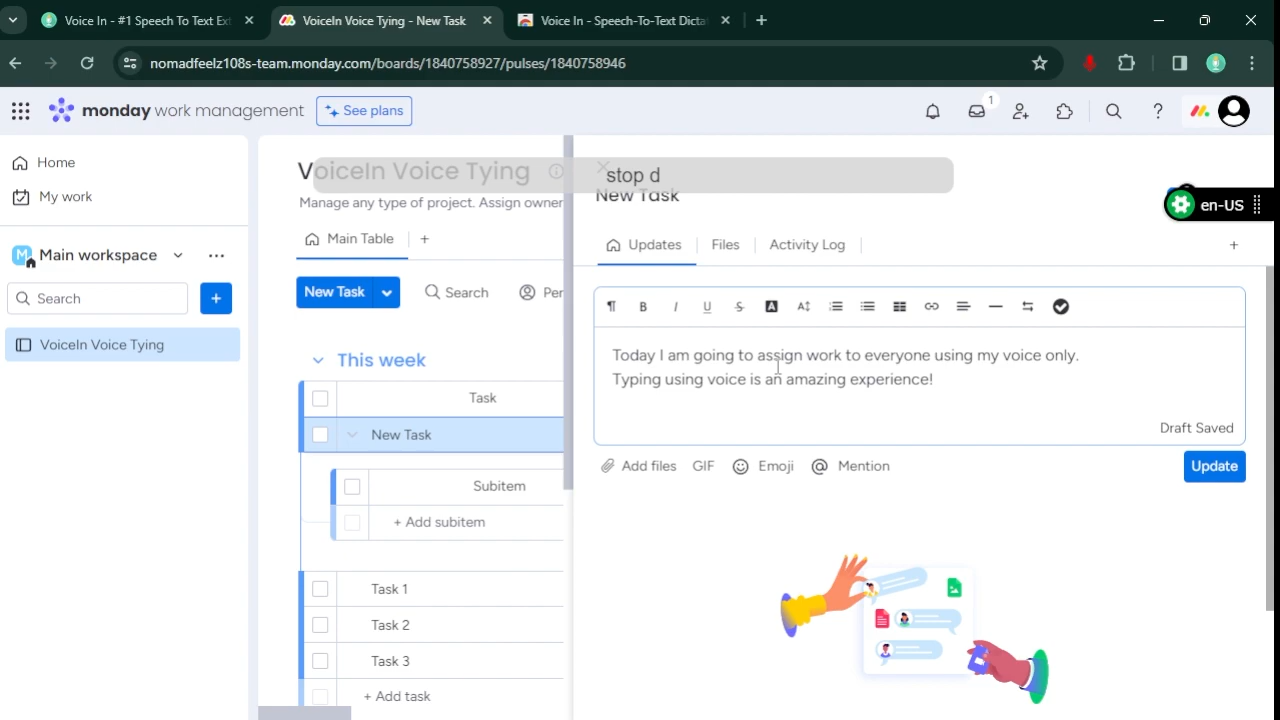 Voice In - #1 Speech To Text Ext
VoiceIn Voice Tying - New Task
Voice In - Speech-To-Text Dicta
nomadfeelz108s-team.monday.com/boards/1840758927/pulses/1840758946
monday work management
See plans
1
Home
My work
Main workspace
Search
VoiceIn Voice Tying
VoiceIn Voice Tying
Manage any type of project. Assign owner
Main Table
New Task
Search
Per
This week
Task
New Task
Subitem
+ Add subitem
Task 1
Task 2
Task 3
+ Add task
stop d
New Task
en-US
Updates
Files
Activity Log
Today I am going to assign work to everyone using my voice only.
Typing using voice is an amazing experience!
Draft Saved
Add files
GIF
Emoji
Mention
Update